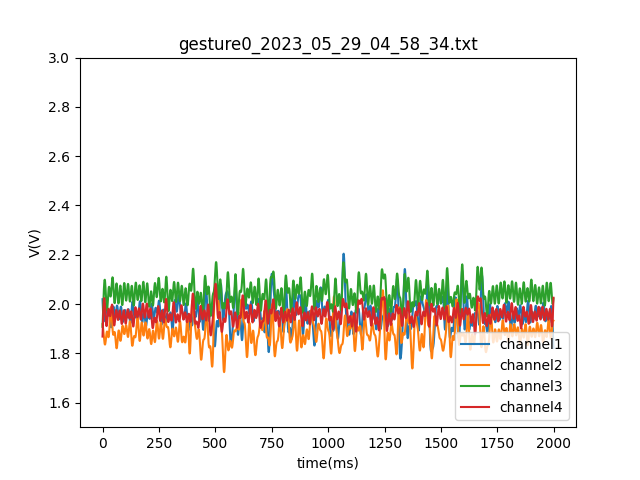 gesture0_2023_05_29_04_58_34.txt
3.0
2.8
2.6
2.4
2.2
2.0
1.8
1.6
V(V)
0 250 500 750 1000 1250 1500 1750 2000
time(ms)
channel1
channel2
channel3
channel4